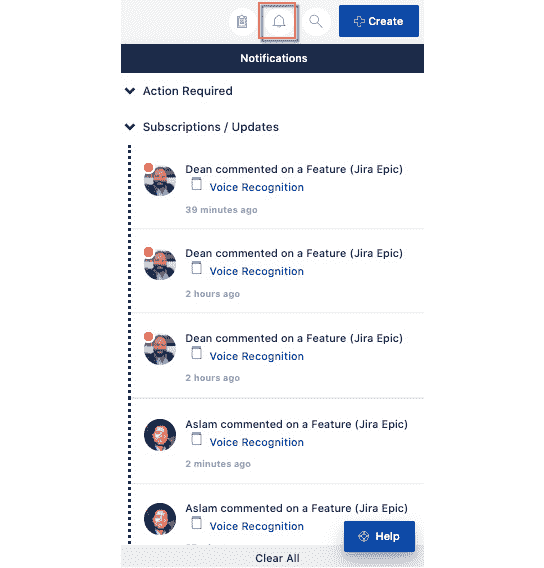 Create
Notifications
Action Required
Subscriptions / Updates
Dean commented on a Feature (Jira Epic)
Voice Recognition
39 minutes ago
Dean commented on a Feature (Jira Epic)
Voice Recognition
2 hours ago
Dean commented on a Feature (Jira Epic)
Voice Recognition
2 hours ago
Aslam commented on a Feature (Jira Epic)
Voice Recognition
2 minutes ago
Aslam commented on a Feature (Jira Epic)
Voice Recognition
Help
Clear All